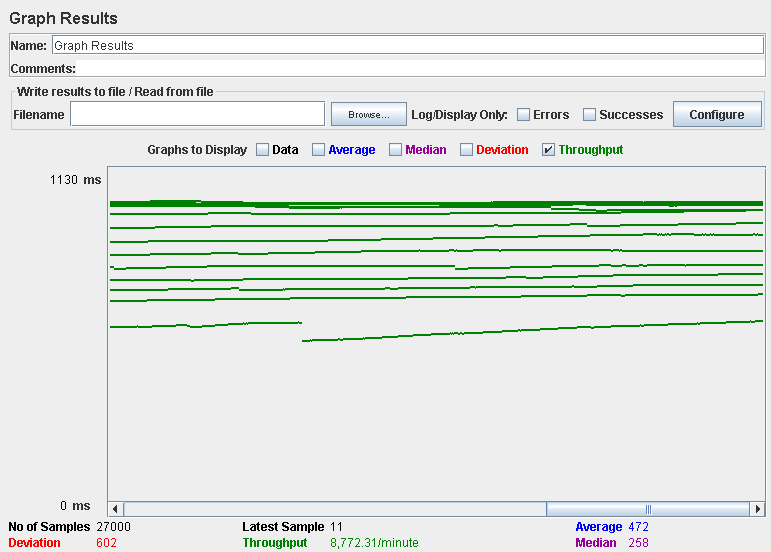 Graph Results
Name: Graph Results
Comments:
Write results to file / Read from file
Filename Browse... Log/Display Only: Errors Successes Configure
Graphs to Display Data Average Median Deviation Throughput
1130 ms
0 ms
No of Samples 27000 Latest Sample 11 Average 472
Deviation 602 Throughput 8,772.31/minute Median 258